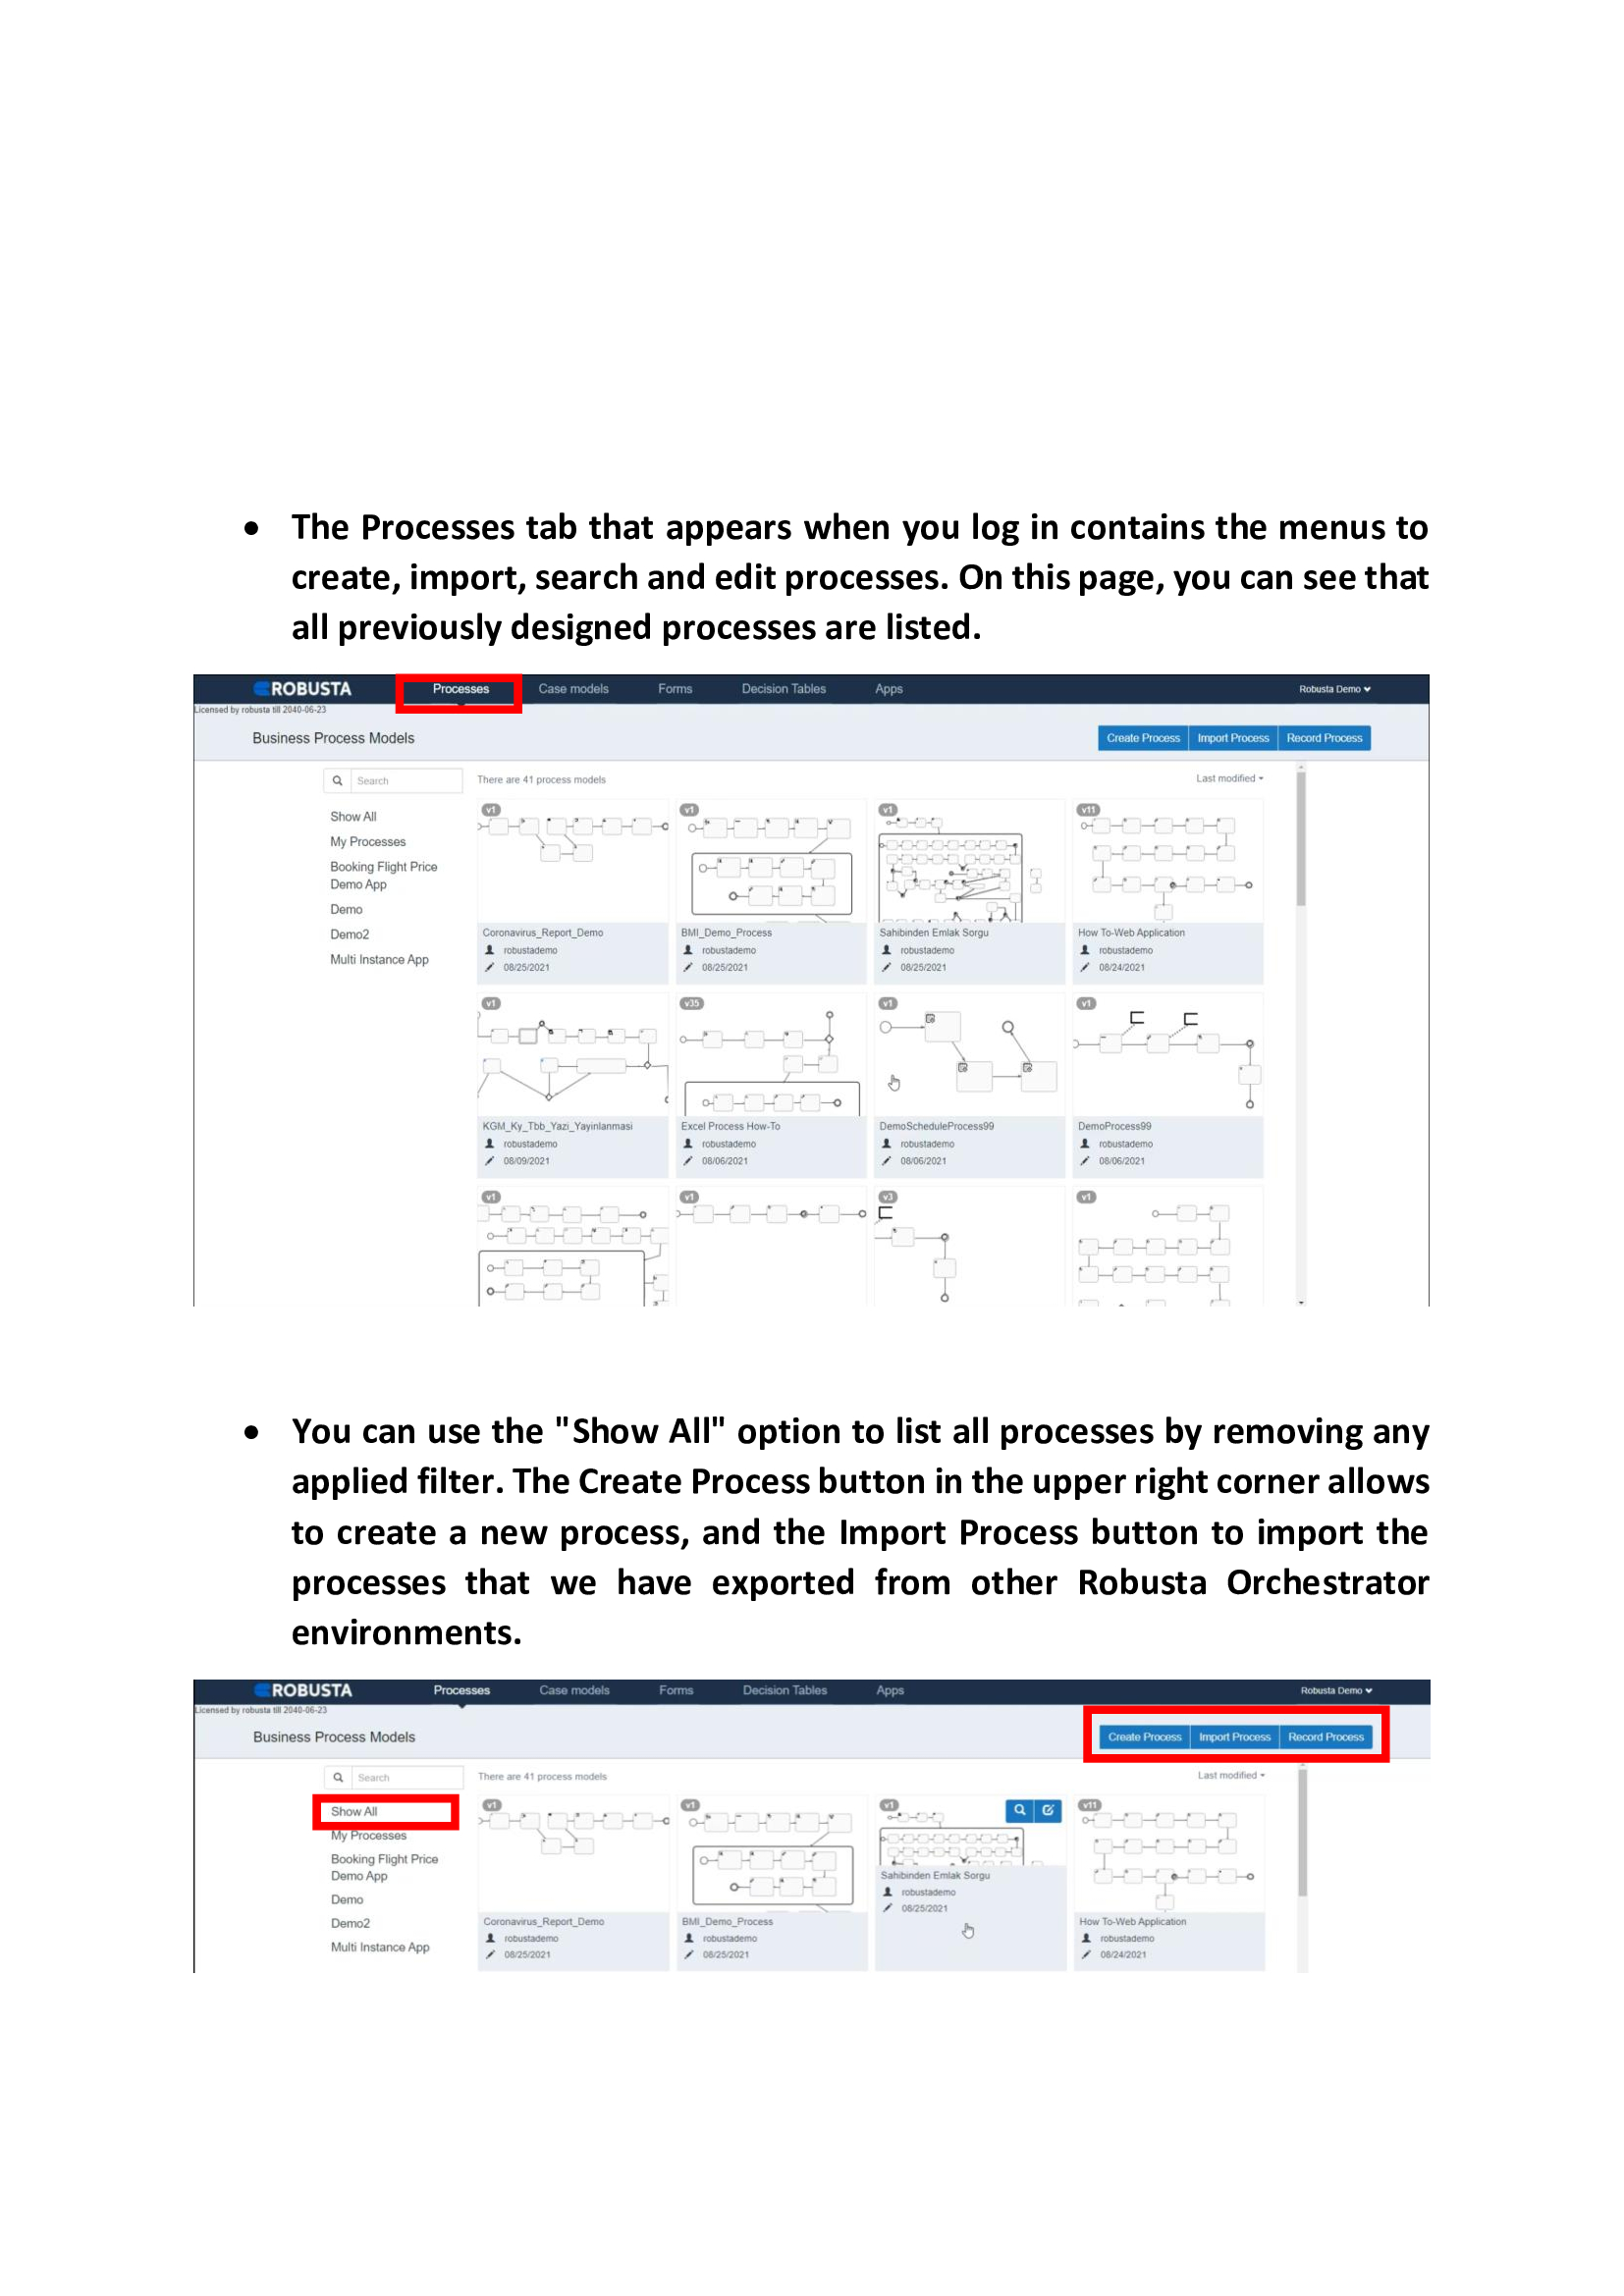 • The Processes tab that appears when you log in contains the menus to
create, import, search and edit processes. On this page, you can see that
all previously designed processes are listed.
ROBUSTA Processes Case models Forms Decision Tables Apps Robusta Demo
Licensed by robusta till 2040-06-23
Business Process Models Create Process Import Process Record Process
Search There are 41 process models Last modified
Show All
My Processes
Booking Flight Price
Demo App
Demo
Demo2
Multi Instance App
v1 v1 v1 v11
Coronavirus_Report_Demo BMI_Demo_Process Sahibinden Emlak Sorgu How To-Web Application
robustademo robustademo robustademo robustademo
08/25/2021 08/25/2021 08/25/2021 08/24/2021
v1 v35 v1 v1
KGM_Ky_Tbb_Yazi_Yayinlanmasi Excel Process How-To DemoScheduleProcess99 DemoProcess99
robustademo robustademo robustademo robustademo
08/09/2021 08/06/2021 08/06/2021 08/06/2021
v1 v1 v3 v1
• You can use the "Show All" option to list all processes by removing any
applied filter. The Create Process button in the upper right corner allows
to create a new process, and the Import Process button to import the
processes that we have exported from other Robusta Orchestrator
environments.
ROBUSTA Processes Case models Forms Decision Tables Apps Robusta Demo
Licensed by robusta till 2040-06-23
Business Process Models Create Process Import Process Record Process
Search There are 41 process models Last modified
Show All
My Processes
Booking Flight Price
Demo App
Demo
Demo2
Multi Instance App
v1 v1 v1 v11
Sahibinden Emlak Sorgu
robustademo
08/25/2021
Coronavirus_Report_Demo BMI_Demo_Process How To-Web Application
robustademo robustademo robustademo
08/25/2021 08/25/2021 08/24/2021